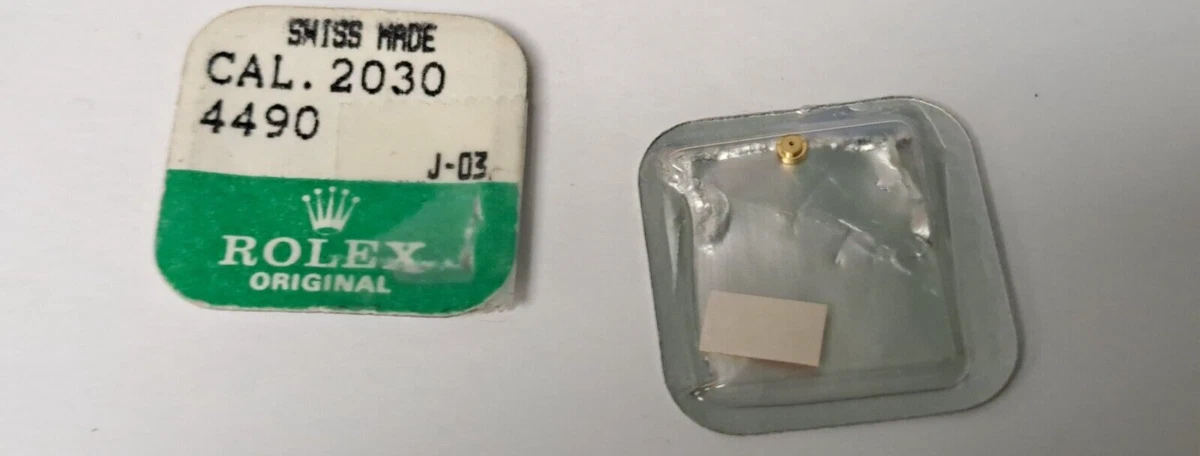 SWISS MADE
CAL. 2030
4490
J-03
ROLEX
ORIGINAL